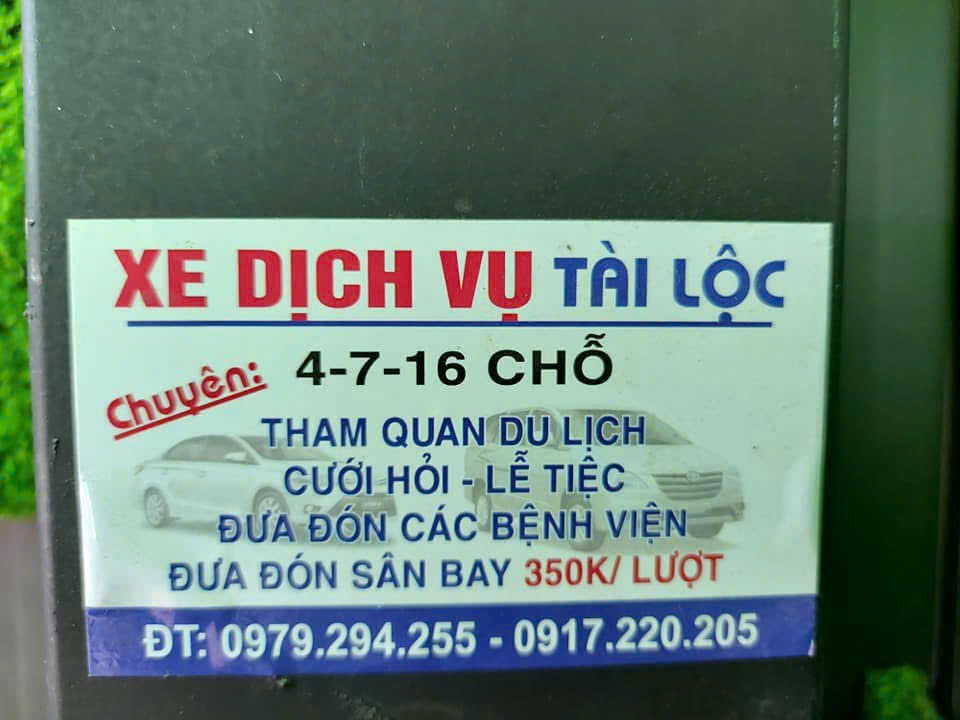 XE DỊCH VỤ TÀI LỘC
Chuyên: 4-7-16 CHỖ
THAM QUAN DU LỊCH
CƯỚI HỎI - LỄ TIỆC
ĐƯA ĐÓN CÁC BỆNH VIỆN
ĐƯA ĐÓN SÂN BAY 350K/ LƯỢT
ĐT: 0979.294.255 - 0917.220.205